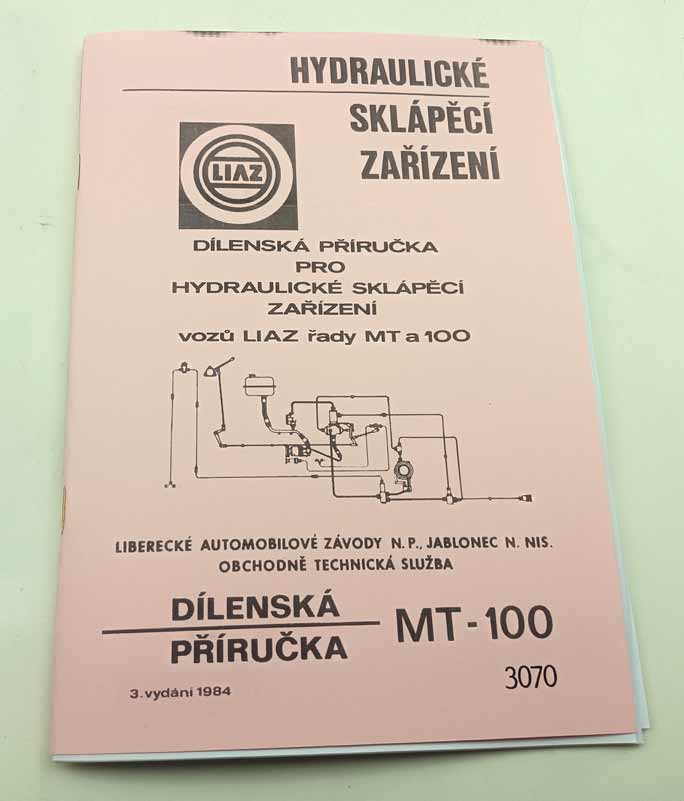 HYDRAULICKÉ
SKLÁPĚCÍ
ZAŘÍZENÍ
LIAZ
DÍLENSKÁ PŘÍRUČKA
PRO
HYDRAULICKÉ SKLÁPĚCÍ
ZAŘÍZENÍ
vozů LIAZ řady MT a 100
LIBERECKÉ AUTOMOBILOVÉ ZÁVODY N. P., JABLONEC N. NIS.
OBCHODNĚ TECHNICKÁ SLUŽBA
DÍLENSKÁ
PŘÍRUČKA
MT-100
3070
3. vydání 1984